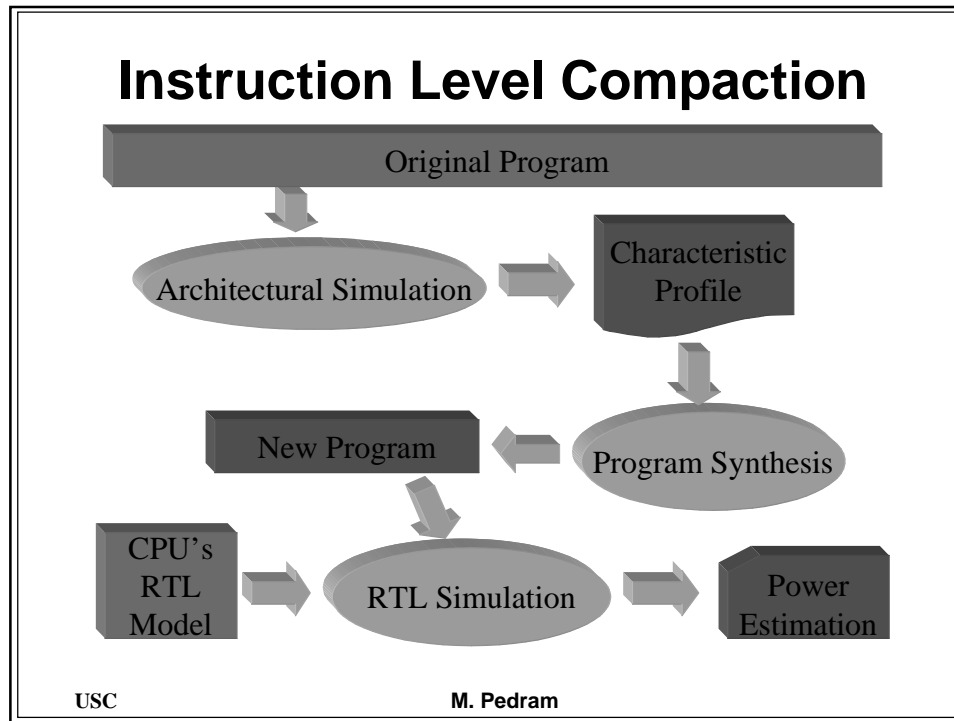 Instruction Level Compaction
Original Program
Architectural Simulation
Characteristic
Profile
New Program
Program Synthesis
CPU's
RTL
Model
RTL Simulation
Power
Estimation
USC
M. Pedram